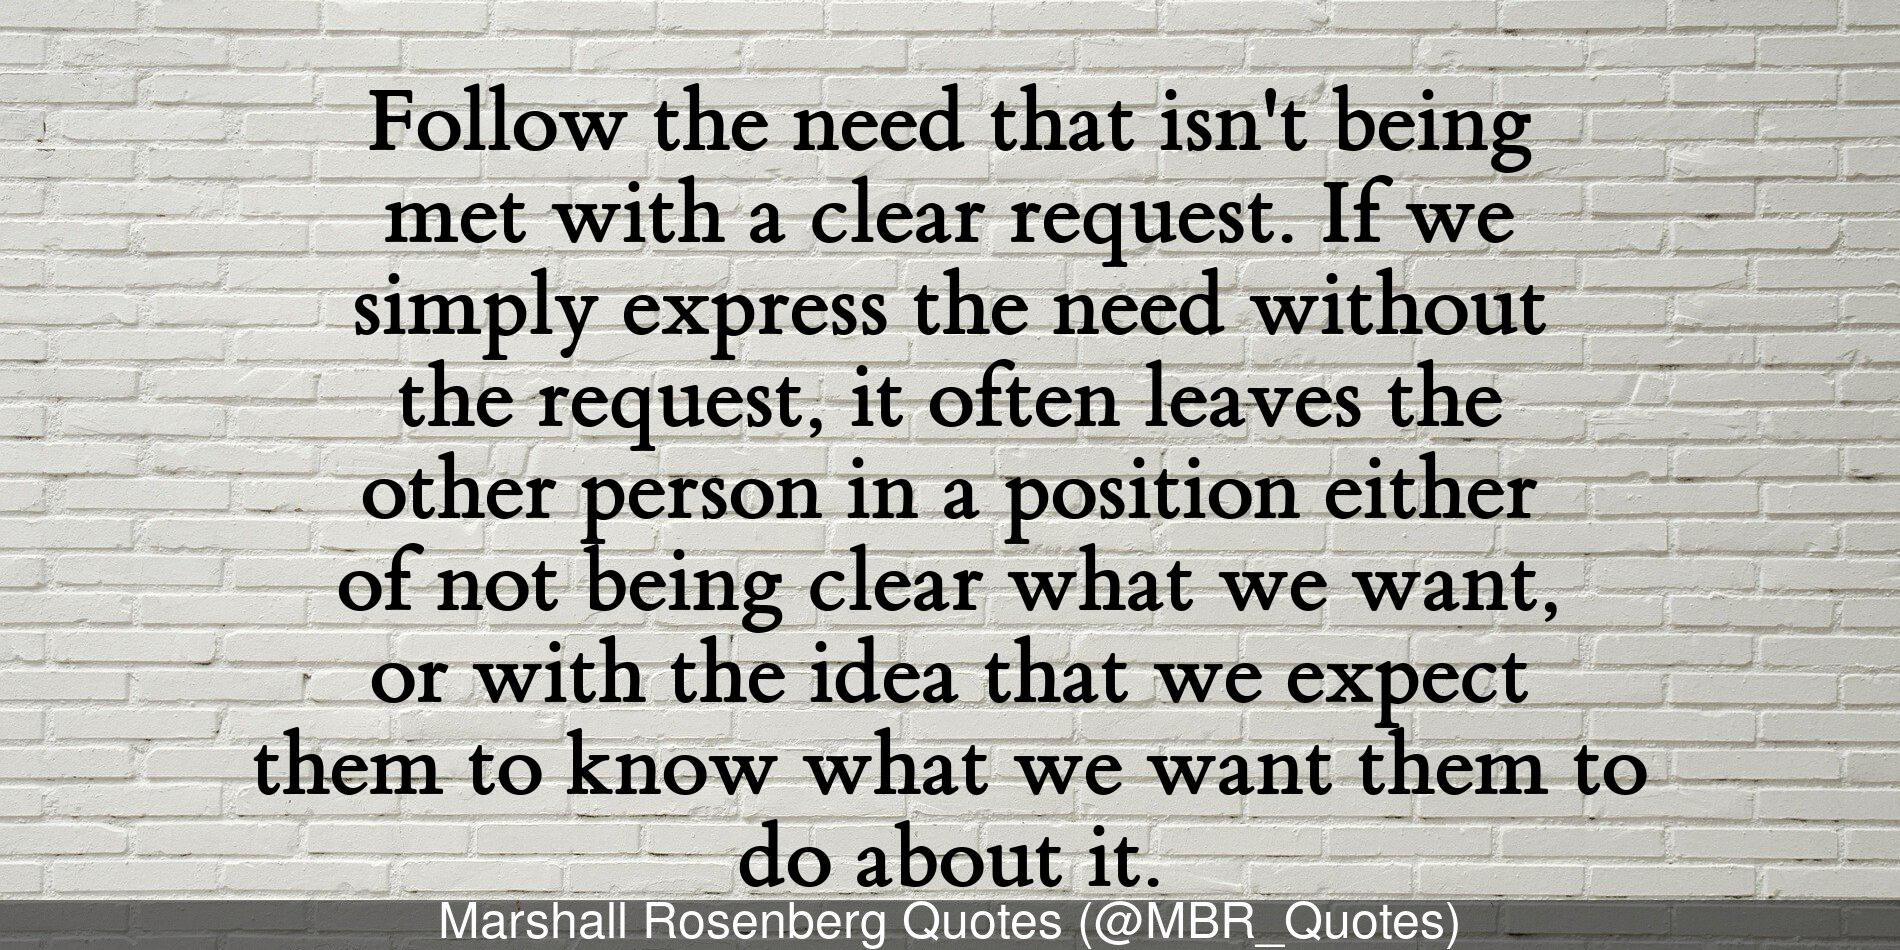 Follow the need that isn't being
met with a clear request. If we
simply express the need without
the request, it often leaves the
other person in a position either
of not being clear what we want,
or with the idea that we expect
them to know what we want them to
do about it.
Marshall Rosenberg Quotes (@MBR_Quotes)